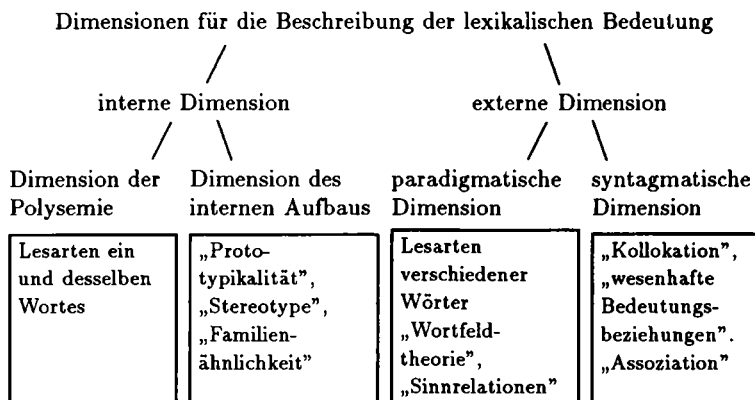 Dimensionen für die Beschreibung der lexikalischen Bedeutung
interne Dimension
externe Dimension
Dimension der
Polysemie
Dimension des
internen Aufbaus
paradigmatische
Dimension
syntagmatische
Dimension
Lesarten ein
und desselben
Wortes
„Proto-
typikalität”,
„Stereotype”,
„Familien-
ähnlichkeit”
Lesarten
verschiedener
Wörter
„Wortfeld-
theorie”,
„Sinnrelationen”
„Kollokation”,
„wesenhafte
Bedeutungs-
beziehungen”.
„Assoziation”